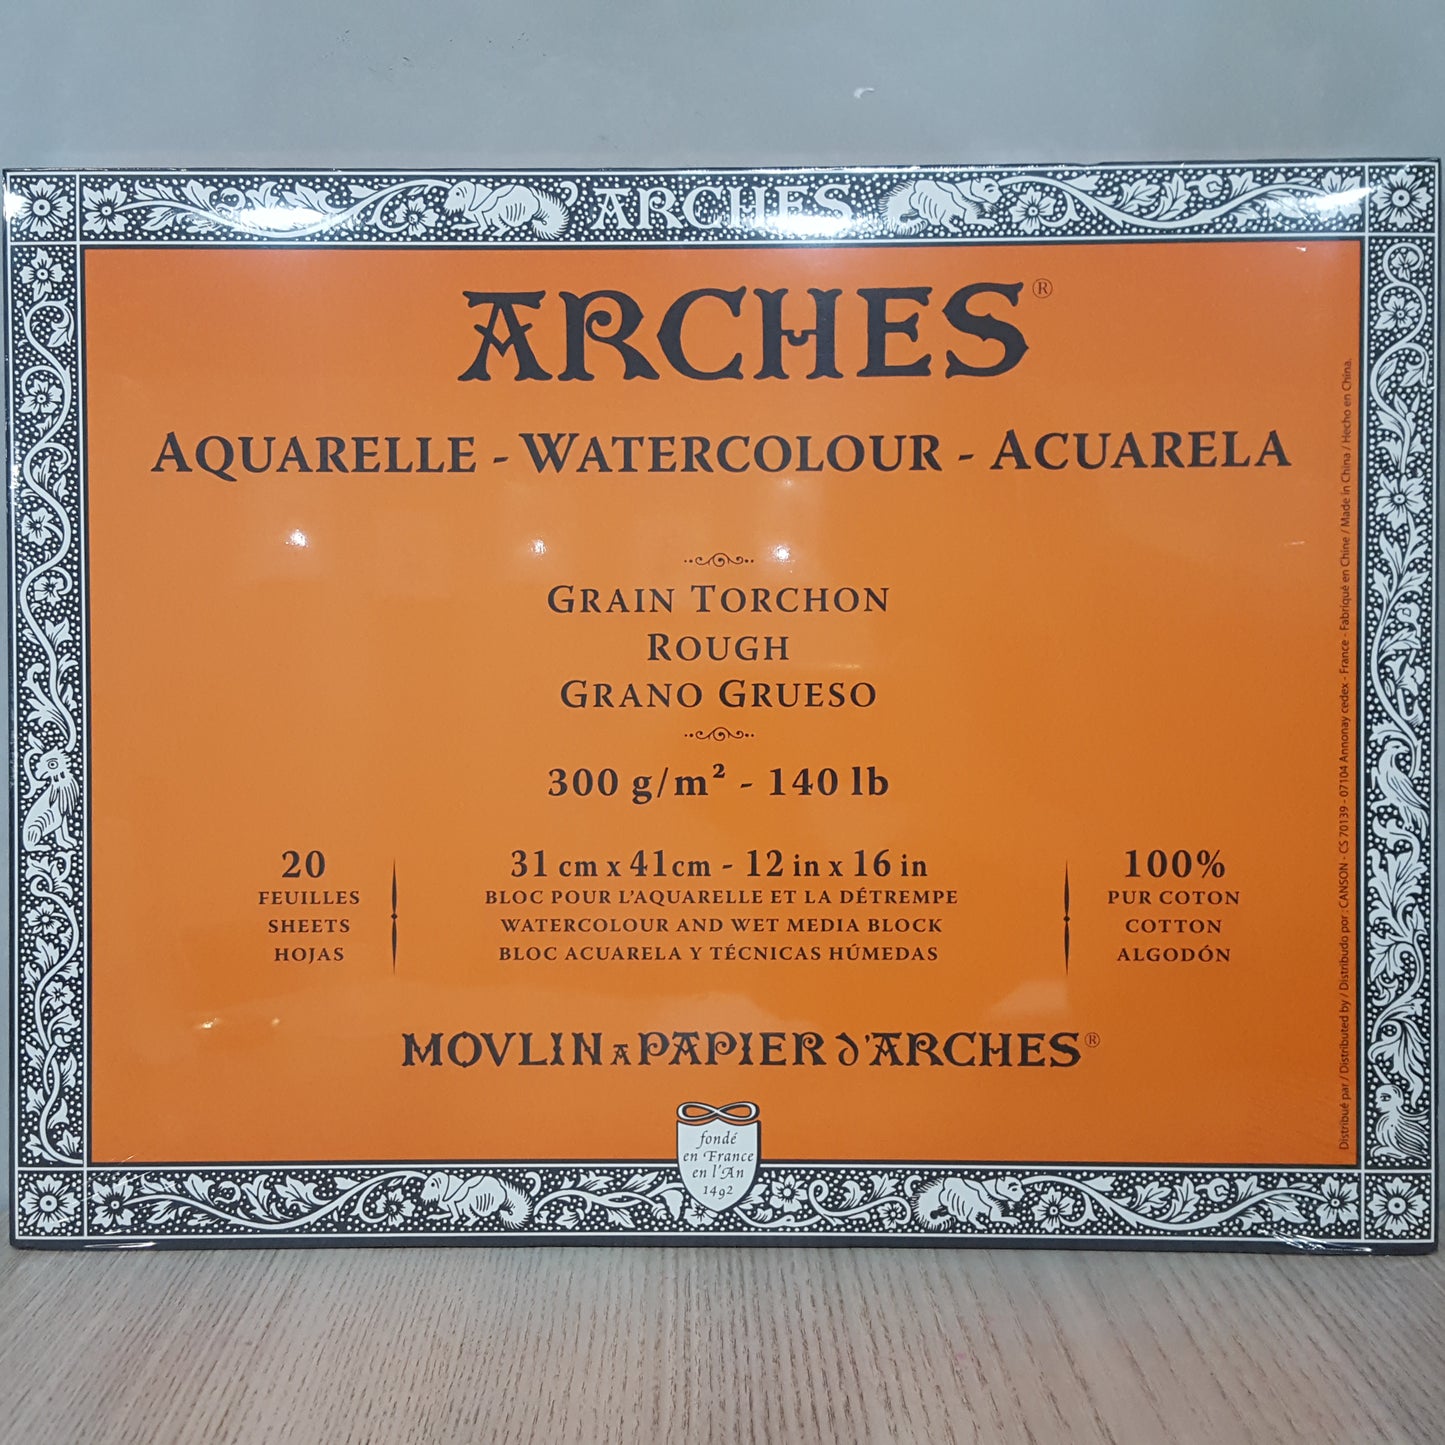 ARCHES
ARCHES®
AQUARELLE - WATERCOLOUR - ACUARELA
GRAIN TORCHON
ROUGH
GRANO GRUESO
300 g/m² - 140 lb
20
FEUILLES
SHEETS
HOJAS
31 cm x 41cm - 12 in x 16 in
BLOC POUR L'AQUARELLE ET LA DÉTREMPE
WATERCOLOUR AND WET MEDIA BLOCK
BLOC ACUARELA Y TÉCNICAS HÚMEDAS
100%
PUR COTON
COTTON
ALGODÓN
MOVLIN A PAPIER d'ARCHES®
fondé
en France
en l'An
1492
Distribué par / Distributed by / Distribudo por : CANSON - CS 70139 - 07104 Annonay cedex - France - Fabriqué en Chine / Made in China / Hecho en China.